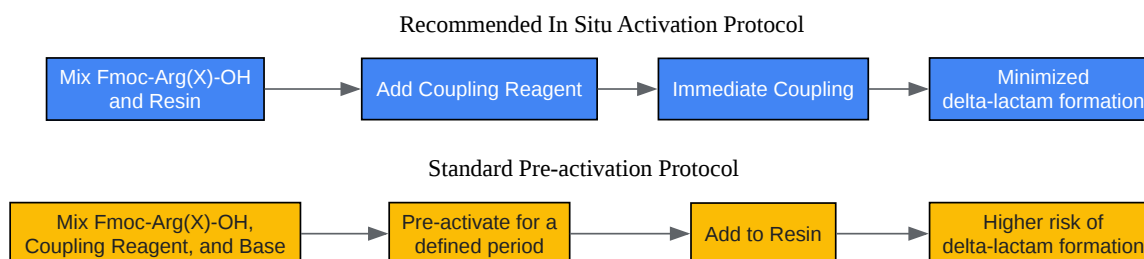 Recommended In Situ Activation Protocol
Mix Fmoc-Arg(X)-OH
and Resin
Add Coupling Reagent
Immediate Coupling
Minimized
delta-lactam formation
Standard Pre-activation Protocol
Mix Fmoc-Arg(X)-OH,
Coupling Reagent, and Base
Pre-activate for a
defined period
Add to Resin
Higher risk of
delta-lactam formation